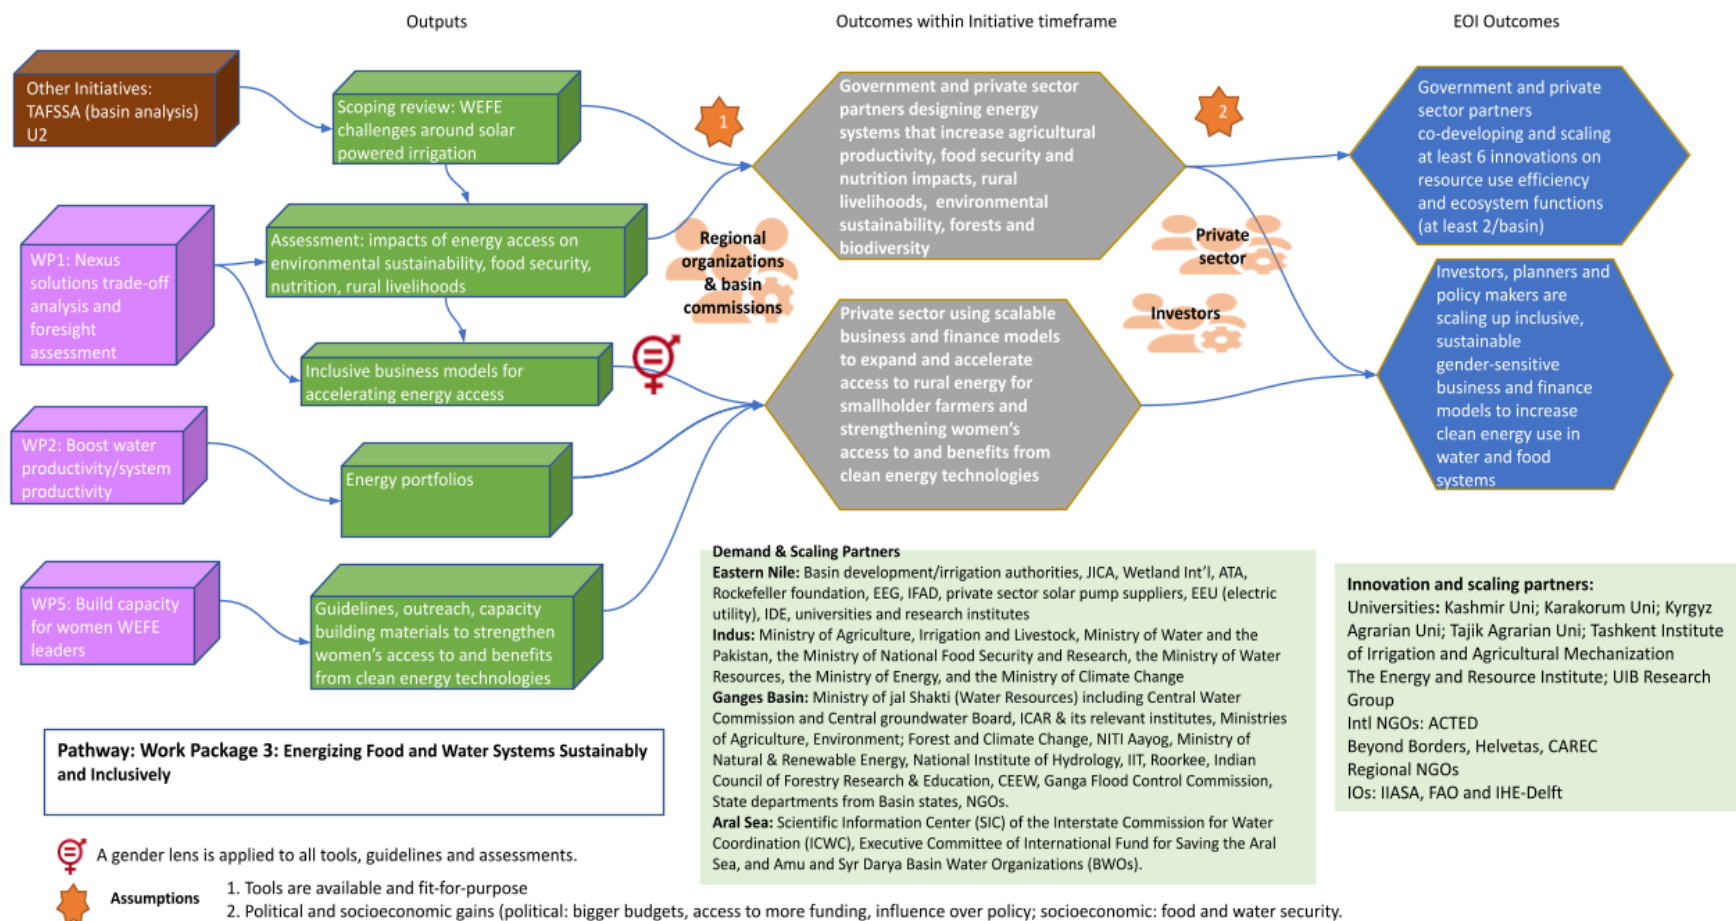 Outputs
Outcomes within Initiative timeframe
EOI Outcomes
Other Initiatives:
TAFSSA (basin analysis)
U2
Scoping review: WEFE
challenges around solar
powered irrigation
1
Government and private sector
partners designing energy
systems that increase agricultural
productivity, food security and
nutrition impacts, rural
livelihoods, environmental
sustainability, forests and
biodiversity
2
Government and private
sector partners
co-developing and scaling
at least 6 innovations on
resource use efficiency
and ecosystem functions
(at least 2/basin)
WP1: Nexus
solutions trade-off
analysis and
foresight
assessment
Assessment: impacts of energy access on
environmental sustainability, food security,
nutrition, rural livelihoods
Regional
organizations
& basin
commissions
Private
sector
Investors
Investors, planners and
policy makers are
scaling up inclusive,
sustainable
gender-sensitive
business and finance
models to increase
clean energy use in
water and food
systems
Inclusive business models for
accelerating energy access
Private sector using scalable
business and finance models
to expand and accelerate
access to rural energy for
smallholder farmers and
strengthening women’s
access to and benefits from
clean energy technologies
WP2: Boost water
productivity/system
productivity
Energy portfolios
WP5: Build capacity
for women WEFE
leaders
Guidelines, outreach, capacity
building materials to strengthen
women’s access to and benefits
from clean energy technologies
Demand & Scaling Partners
Eastern Nile: Basin development/irrigation authorities, JICA, Wetland Int’l, ATA,
Rockefeller foundation, EEG, IFAD, private sector solar pump suppliers, EEU (electric
utility), IDE, universities and research institutes
Indus: Ministry of Agriculture, Irrigation and Livestock, Ministry of Water and the
Pakistan, the Ministry of National Food Security and Research, the Ministry of Water
Resources, the Ministry of Energy, and the Ministry of Climate Change
Ganges Basin: Ministry of jal Shakti (Water Resources) including Central Water
Commission and Central groundwater Board, ICAR & its relevant institutes, Ministries
of Agriculture, Environment; Forest and Climate Change, NITI Aayog, Ministry of
Natural & Renewable Energy, National Institute of Hydrology, IIT, Roorkee, Indian
Council of Forestry Research & Education, CEEW, Ganga Flood Control Commission,
State departments from Basin states, NGOs.
Aral Sea: Scientific Information Center (SIC) of the Interstate Commission for Water
Coordination (ICWC), Executive Committee of International Fund for Saving the Aral
Sea, and Amu and Syr Darya Basin Water Organizations (BWOs).
Innovation and scaling partners:
Universities: Kashmir Uni; Karakorum Uni; Kyrgyz
Agrarian Uni; Tajik Agrarian Uni; Tashkent Institute
of Irrigation and Agricultural Mechanization
The Energy and Resource Institute; UIB Research
Group
Intl NGOs: ACTED
Beyond Borders, Helvetas, CAREC
Regional NGOs
IOs: IIASA, FAO and IHE-Delft
Pathway: Work Package 3: Energizing Food and Water Systems Sustainably
and Inclusively
A gender lens is applied to all tools, guidelines and assessments.
Assumptions
1. Tools are available and fit-for-purpose
2. Political and socioeconomic gains (political: bigger budgets, access to more funding, influence over policy; socioeconomic: food and water security.